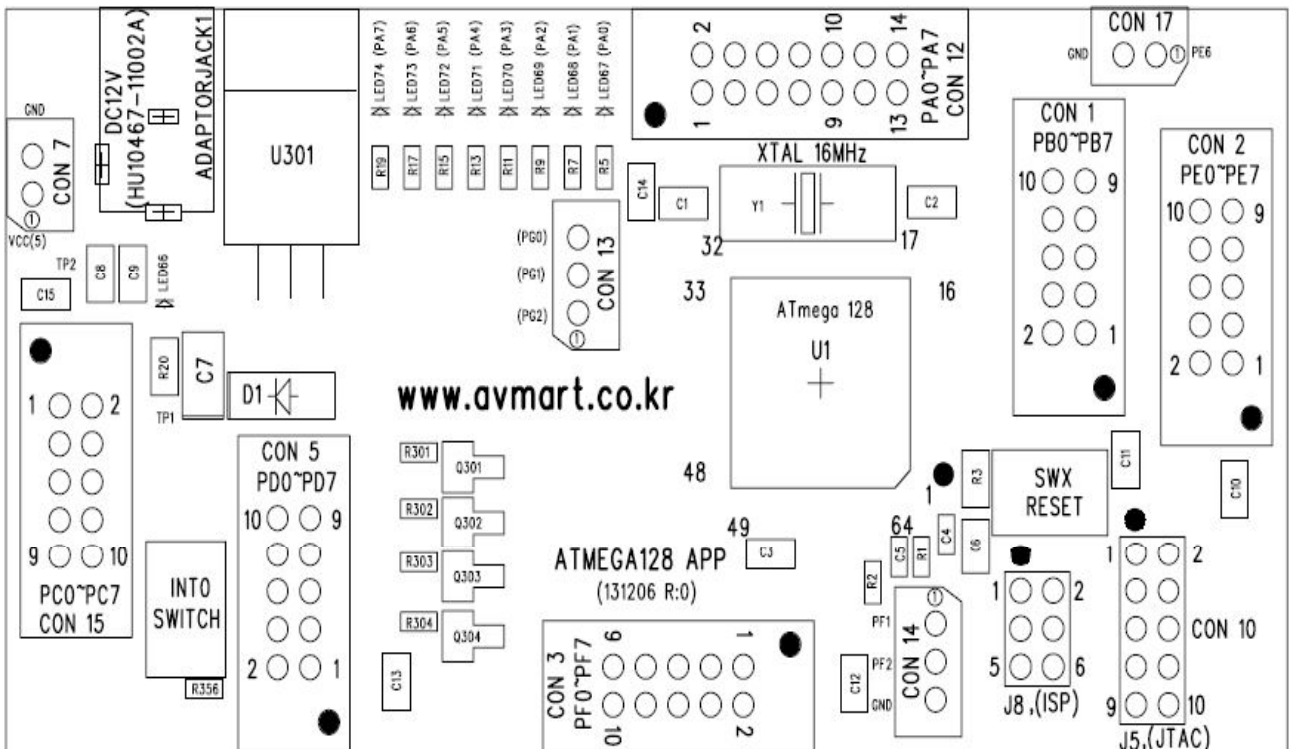 DC12V
(HU10467-11002A)
ADAPTORJACK1
GND
CON 7
①
VCC(5)
U301
LED74 (PA7)
LED73 (PA6)
LED72 (PA5)
LED71 (PA4)
LED70 (PA3)
LED69 (PA2)
LED68 (PA1)
LED67 (PA0)
R19
R17
R15
R13
R11
R9
R7
R5
2 10 14
1 9 13
PA0~PA7
CON 12
CON 17
GND
①
PE6
XTAL 16MHz
C14
C1
Y1
C2
32 17
33 16
CON 1
PB0~PB7
10 9
2 1
CON 2
PE0~PE7
10 9
2 1
(PG0)
(PG1)
(PG2)
CON 13
①
TP2
C8
C9
LED66
C15
ATmega 128
U1
R20
C7
TP1
D1
www.avmart.co.kr
1 2
9 10
PC0~PC7
CON 15
CON 5
PD0~PD7
10 9
2 1
INTO
SWITCH
R356
R301
Q301
R302
Q302
R303
Q303
R304
Q304
C13
48
1
49
64
ATMEGA128 APP
(131206 R:0)
C3
C5
R1
C4
R3
R2
SWX
RESET
C11
C10
CON 3
PF0~PF7
9 1
10 2
①
PF1
PF2
GND
CON 14
C12
1 2
5 6
J8,(ISP)
1 2
9 10
CON 10
J5,(JTAC)